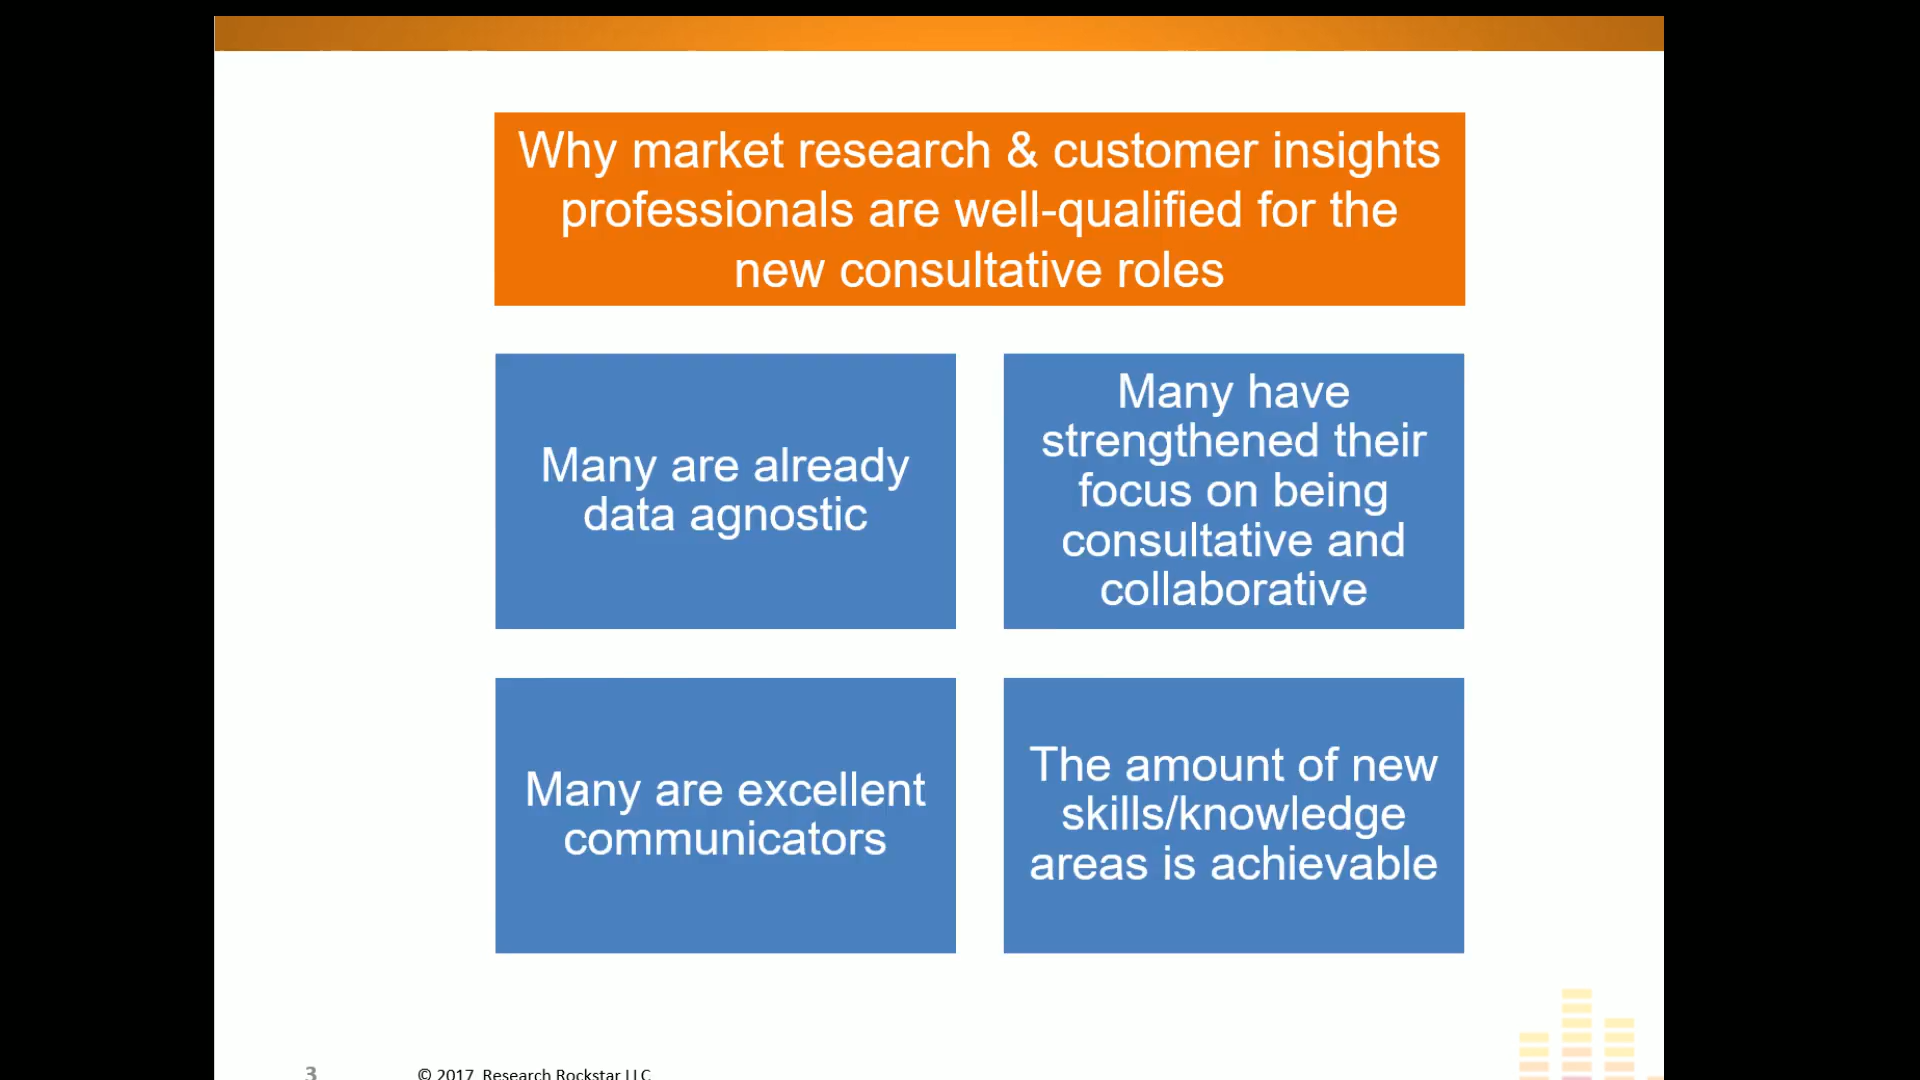 Why market research & customer insights
professionals are well-qualified for the
new consultative roles
Many are already
data agnostic
Many have
strengthened their
focus on being
consultative and
collaborative
Many are excellent
communicators
The amount of new
skills/knowledge
areas is achievable
3
© 2017 Research Rockstar LLC